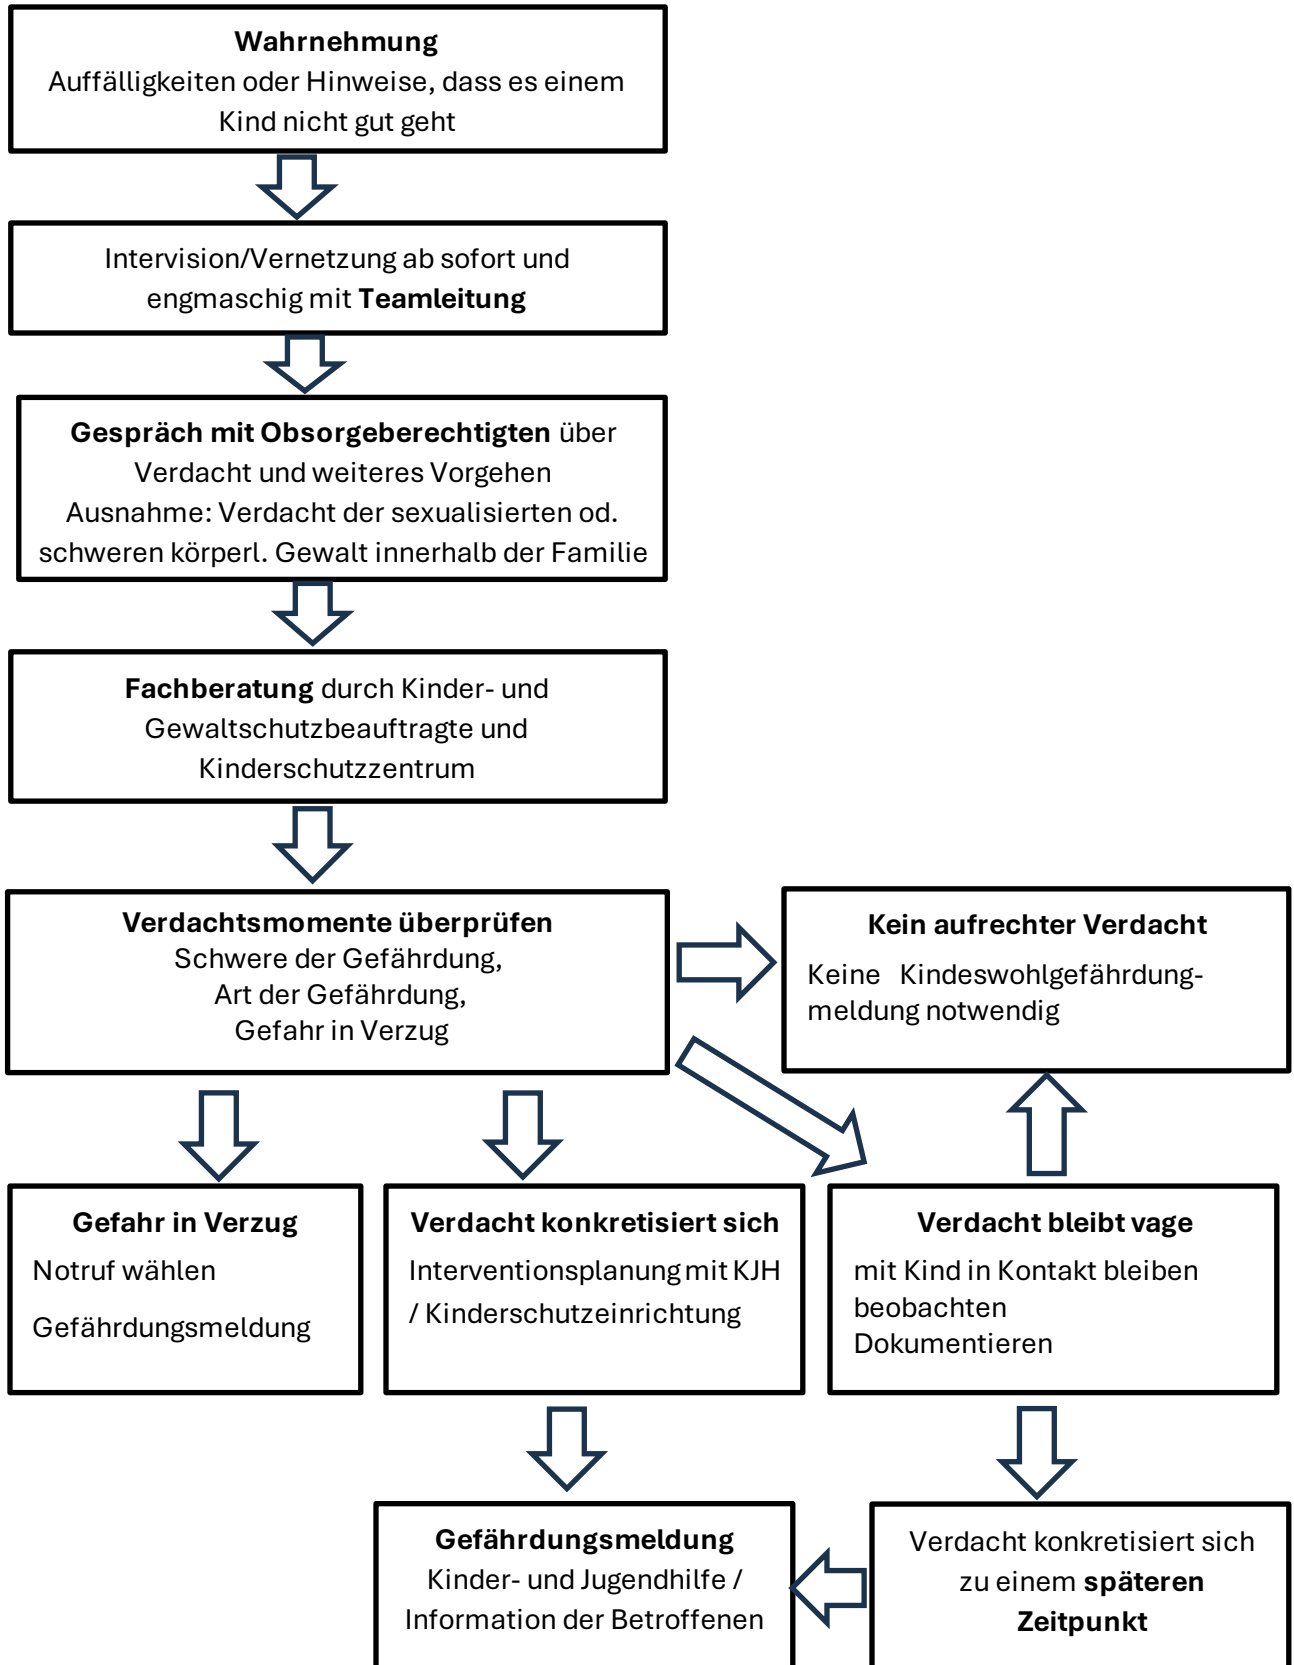 Wahrnehmung
Auffälligkeiten oder Hinweise, dass es einem
Kind nicht gut geht
Intervision/Vernetzung ab sofort und
engmaschig mit Teamleitung
Gespräch mit Obsorgeberechtigten über
Verdacht und weiteres Vorgehen
Ausnahme: Verdacht der sexualisierten od.
schweren körperl. Gewalt innerhalb der Familie
Fachberatung durch Kinder- und
Gewaltschutzbeauftragte und
Kinderschutzzentrum
Verdachtsmomente überprüfen
Schwere der Gefährdung,
Art der Gefährdung,
Gefahr in Verzug
Kein aufrechter Verdacht
Keine Kindeswohlgefährdung-
meldung notwendig
Gefahr in Verzug
Notruf wählen
Gefährdungsmeldung
Verdacht konkretisiert sich
Interventionsplanung mit KJH
/ Kinderschutzeinrichtung
Verdacht bleibt vage
mit Kind in Kontakt bleiben
beobachten
Dokumentieren
Gefährdungsmeldung
Kinder- und Jugendhilfe /
Information der Betroffenen
Verdacht konkretisiert sich
zu einem späteren
Zeitpunkt